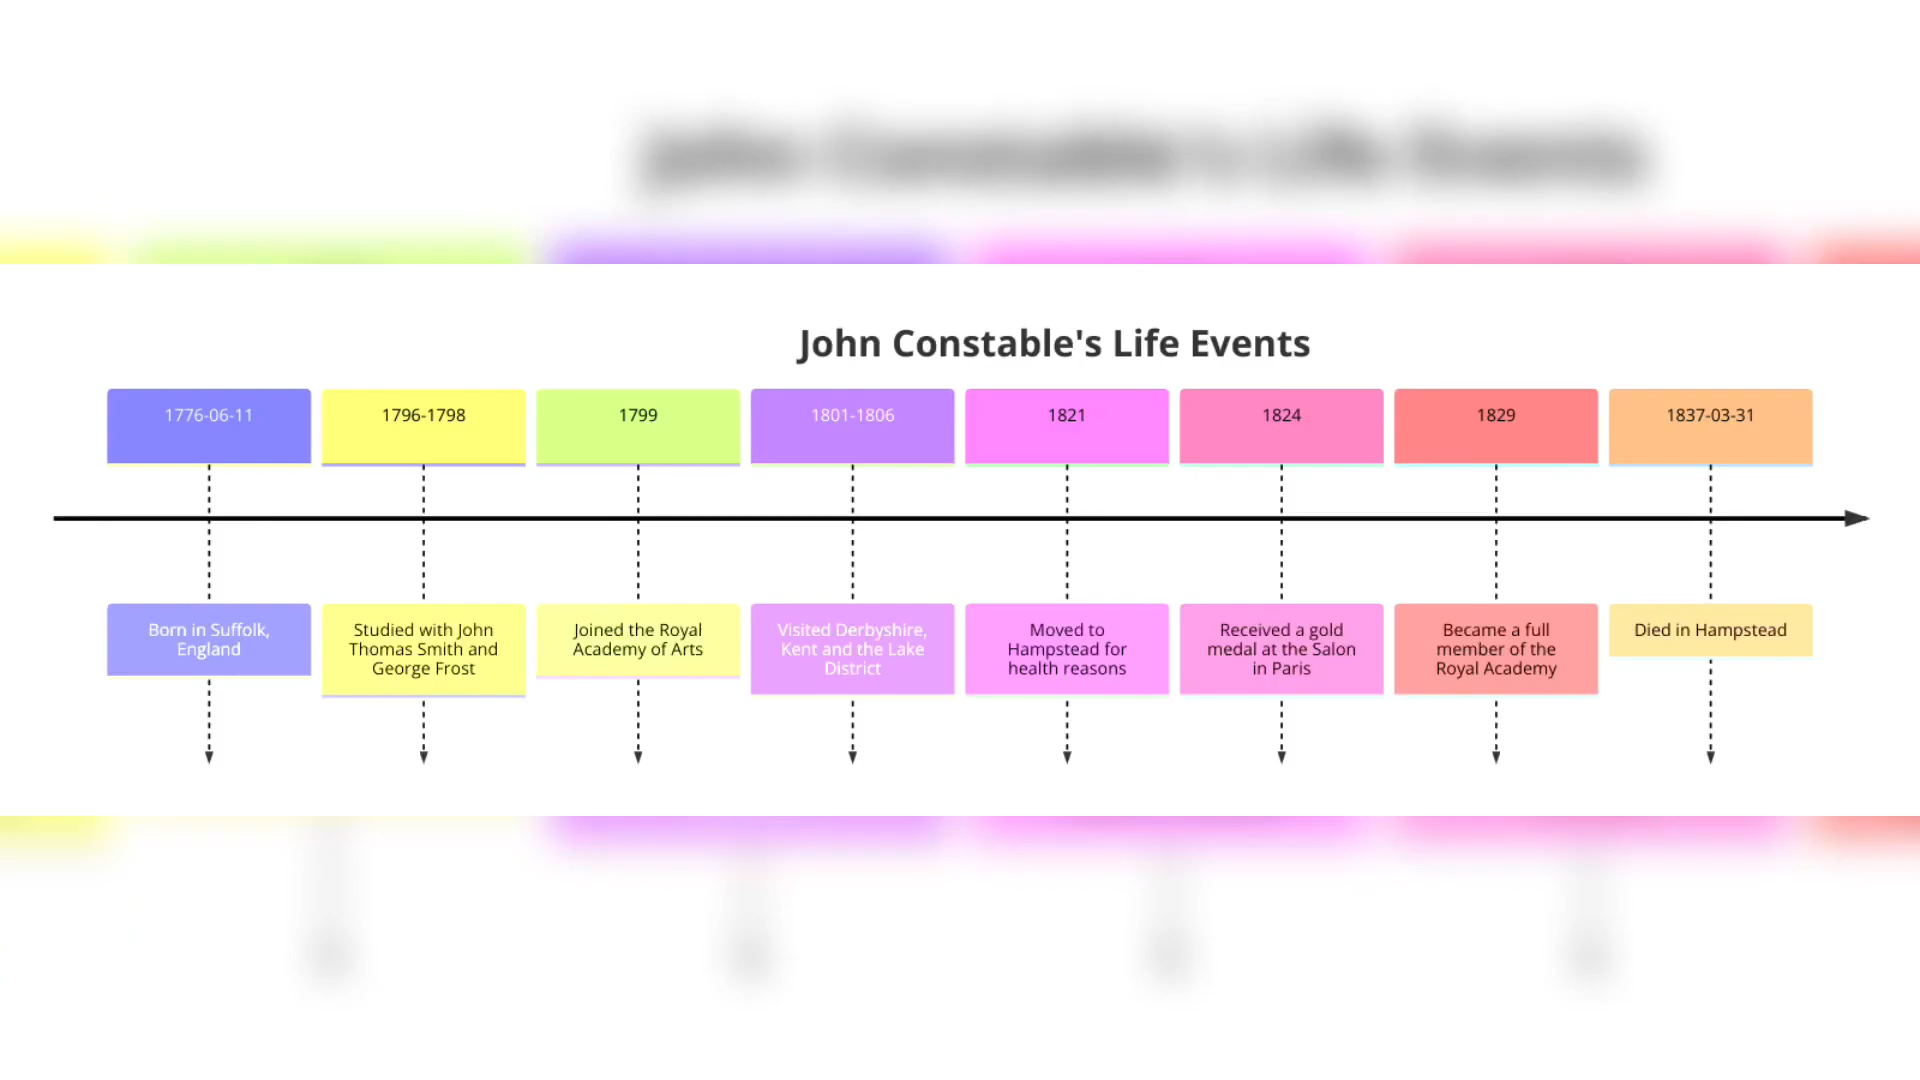 John Constable's Life Events
1776-06-11
1796-1798
1799
1801-1806
1821
1824
1829
1837-03-31
Born in Suffolk,
England
Studied with John
Thomas Smith and
George Frost
Joined the Royal
Academy of Arts
Visited Derbyshire,
Kent and the Lake
District
Moved to
Hampstead for
health reasons
Received a gold
medal at the Salon
in Paris
Became a full
member of the
Royal Academy
Died in Hampstead